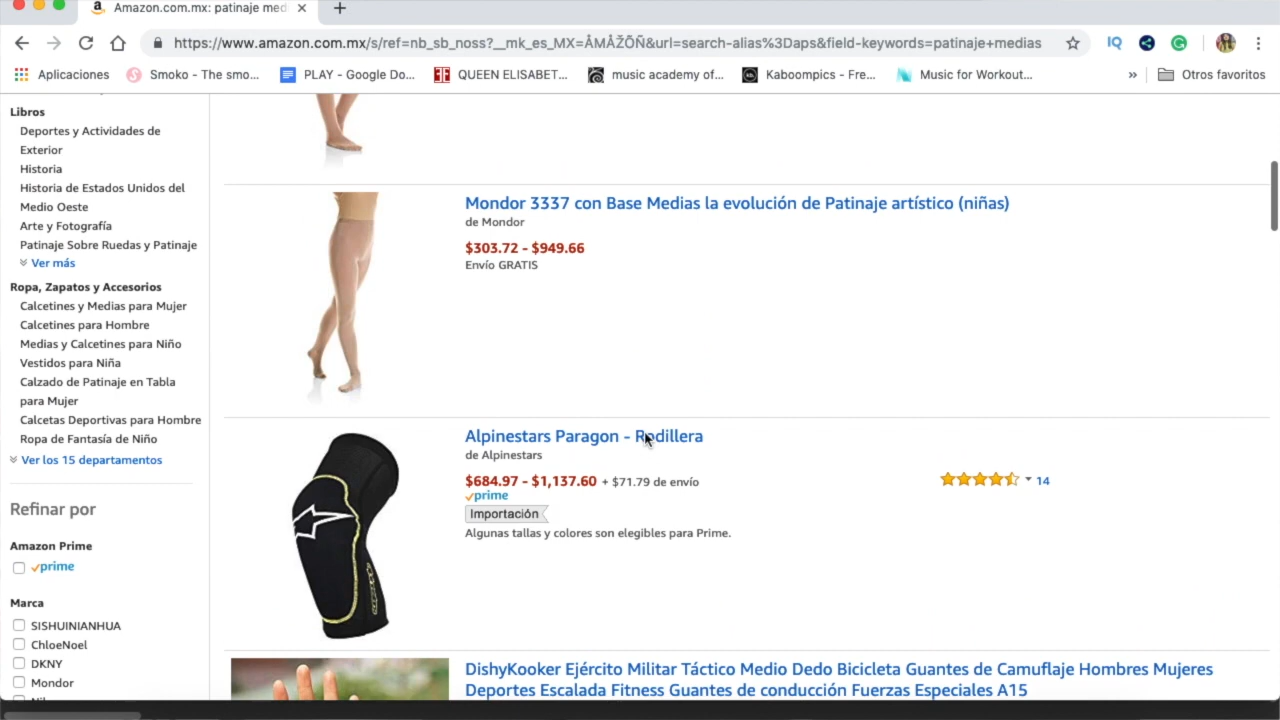 Amazon.com.mx: patinaje med
https://www.amazon.com.mx/s/ref=nb_sb_noss?__mk_es_MX=ÅMÅŽÕÑ&url=search-alias%3Daps&field-keywords=patinaje+medias
IQ
Aplicaciones
Smoko - The smo...
PLAY - Google Do...
QUEEN ELISABET...
music academy of...
Kaboompics - Fre...
Music for Workout...
»
Otros favoritos
Libros
Deportes y Actividades de
Exterior
Historia
Historia de Estados Unidos del
Medio Oeste
Arte y Fotografía
Patinaje Sobre Ruedas y Patinaje
Ver más
Ropa, Zapatos y Accesorios
Calcetines y Medias para Mujer
Calcetines para Hombre
Medias y Calcetines para Niño
Vestidos para Niña
Calzado de Patinaje en Tabla
para Mujer
Calcetas Deportivas para Hombre
Ropa de Fantasía de Niño
Ver los 15 departamentos
Refinar por
Amazon Prime
prime
Marca
SISHUINIANHUA
ChloeNoel
DKNY
Mondor
Mondor 3337 con Base Medias la evolución de Patinaje artístico (niñas)
de Mondor
$303.72 - $949.66
Envío GRATIS
Alpinestars Paragon - Rodillera
de Alpinestars
$684.97 - $1,137.60 + $71.79 de envío
prime
Importación
Algunas tallas y colores son elegibles para Prime.
14
DishyKooker Ejército Militar Táctico Medio Dedo Bicicleta Guantes de Camuflaje Hombres Mujeres
Deportes Escalada Fitness Guantes de conducción Fuerzas Especiales A15